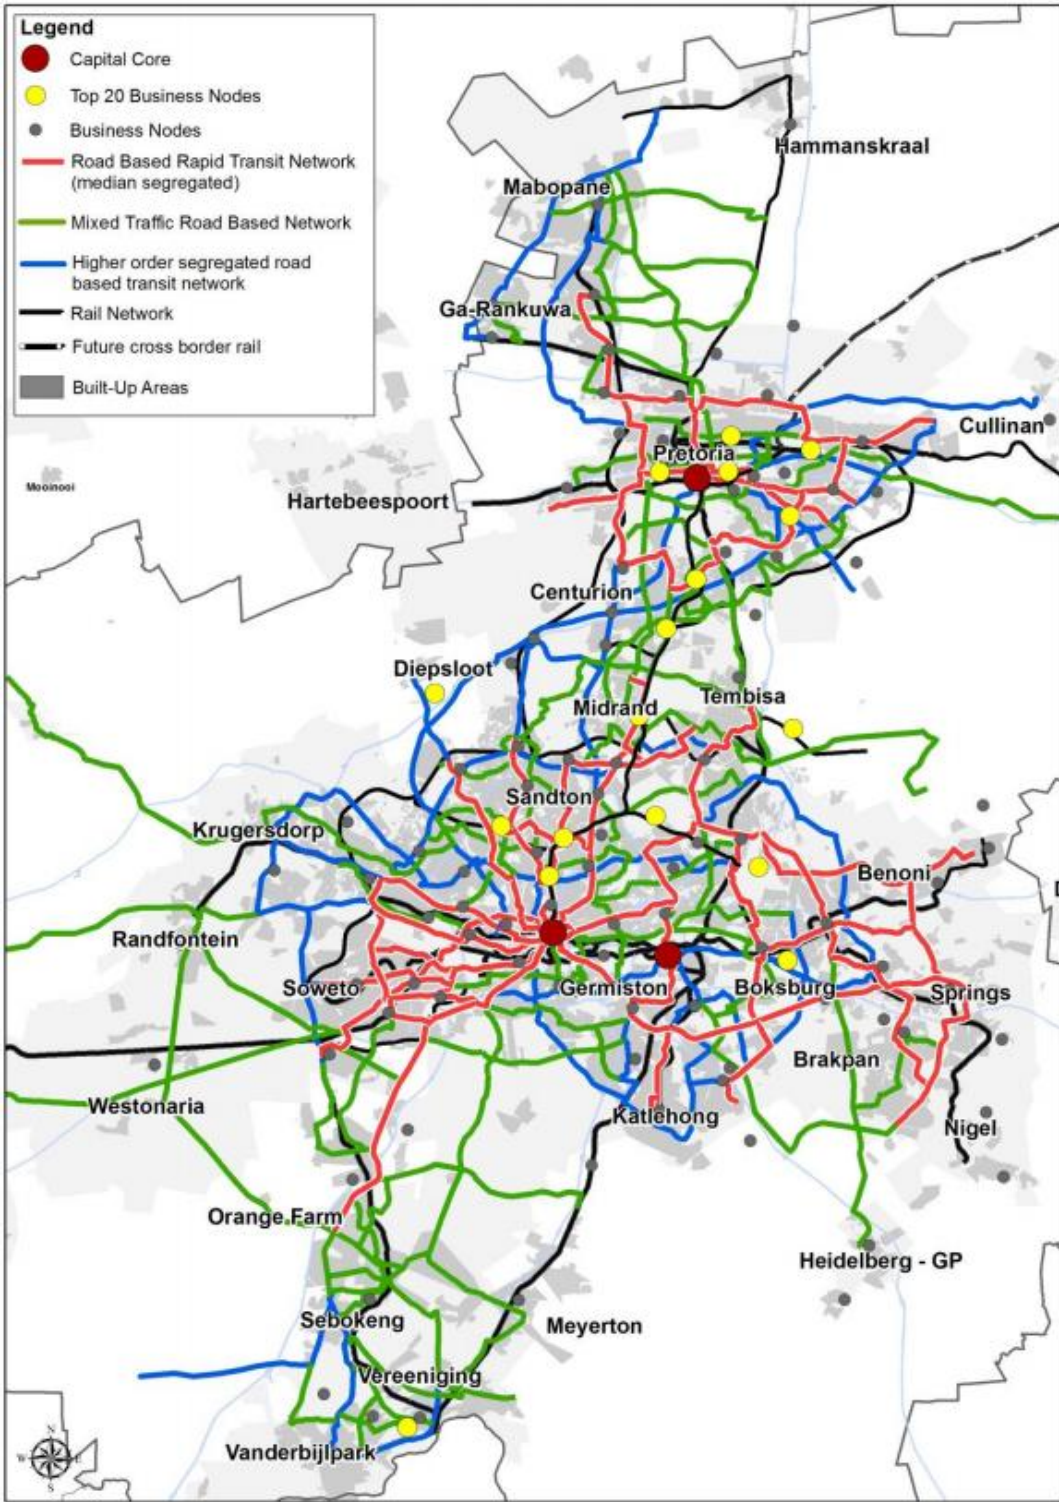 Legend
Capital Core
Top 20 Business Nodes
Business Nodes
Road Based Rapid Transit Network
(median segregated)
Mixed Traffic Road Based Network
Higher order segregated road
based transit network
Rail Network
Future cross border rail
Built-Up Areas
Hammanskraal
Mabopane
Ga-Rankuwa
Cullinan
Pretoria
Mooinooi
Hartebeespoort
Centurion
Diepsloot
Tembisa
Midrand
Sandton
Krugersdorp
Benoni
D
Randfontein
Soweto
Germiston
Boksburg
Springs
Brakpan
Westonaria
Katlehong
Nigel
Orange Farm
Heidelberg - GP
Sebokeng
Meyerton
Vereeniging
N
Vanderbijlpark
W
E
S